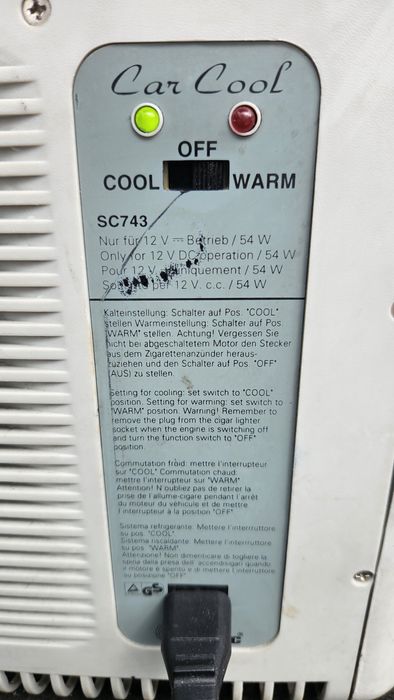 Car Cool
OFF
COOL WARM
SC743
Nur für 12 V Betrieb / 54 W
Only for 12 V DC operation / 54 W
Pour 12 V uniquement / 54 W
per 12 V. c.c. / 54 W
Kalteinstellung: Schalter auf Pos. "COOL"
stellen Warmeinstellung: Schalter auf Pos.
"WARM" stellen. Achtung! Vergessen Sie
nicht bei abgeschaltetem Motor den Stecker
aus dem Zigarettenanzünder heraus-
zuziehen und den Schalter auf Pos. "OFF"
(AUS) zu stellen.
Setting for cooling: set switch to "COOL"
position. Setting for warming: set switch to
"WARM" position. Warning! Remember to
remove the plug from the cigar lighter
socket when the engine is switching off
and turn the function switch to "OFF"
position.
Commutation froid: mettre l'interrupteur
sur "COOL" Commutation chaud:
mettre l'interrupteur sur "WARM"
Attention! N'oubliez pas de retirer la
prise de l'allume-cigare pendant l'arrêt
du moteur du véhicule et de mettre
l'interrupteur à la position "OFF"
Sistema refrigerante: Mettere l'interrruttore
su pos. "COOL"
Sistema riscaldante: Mettere l'interruttore
su pos. "WARM".
Attenzione! Non dimenticare di togliere la
spina dalla presa dell' accendisigari quando
il motore è spento e di mettere l'interruttore
su posizione "OFF"
GS